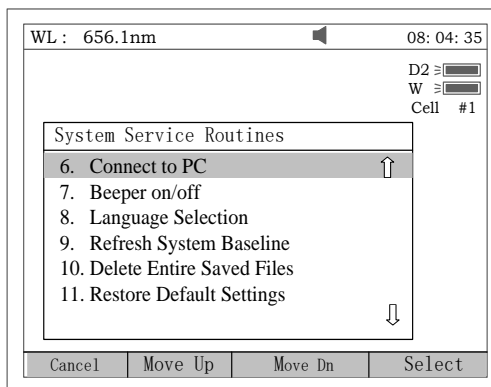 WL : 656.1nm 08: 04: 35
D2
W
Cell #1
System Service Routines
6. Connect to PC
7. Beeper on/off
8. Language Selection
9. Refresh System Baseline
10. Delete Entire Saved Files
11. Restore Default Settings
Cancel Move Up Move Dn Select